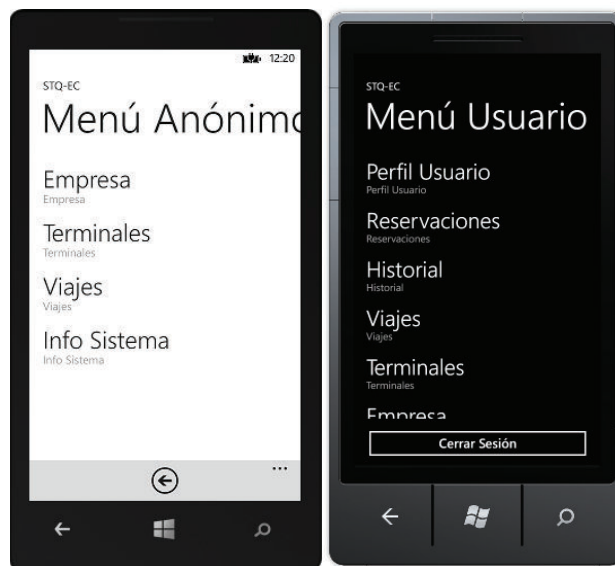 12:20
STQ-EC
Menú Anónimo
Empresa
Empresa
Terminales
Terminales
Viajes
Viajes
Info Sistema
Info Sistema
...
STQ-EC
Menú Usuario
Perfil Usuario
Perfil Usuario
Reservaciones
Reservaciones
Historial
Historial
Viajes
Viajes
Terminales
Terminales
Empresa
Cerrar Sesión